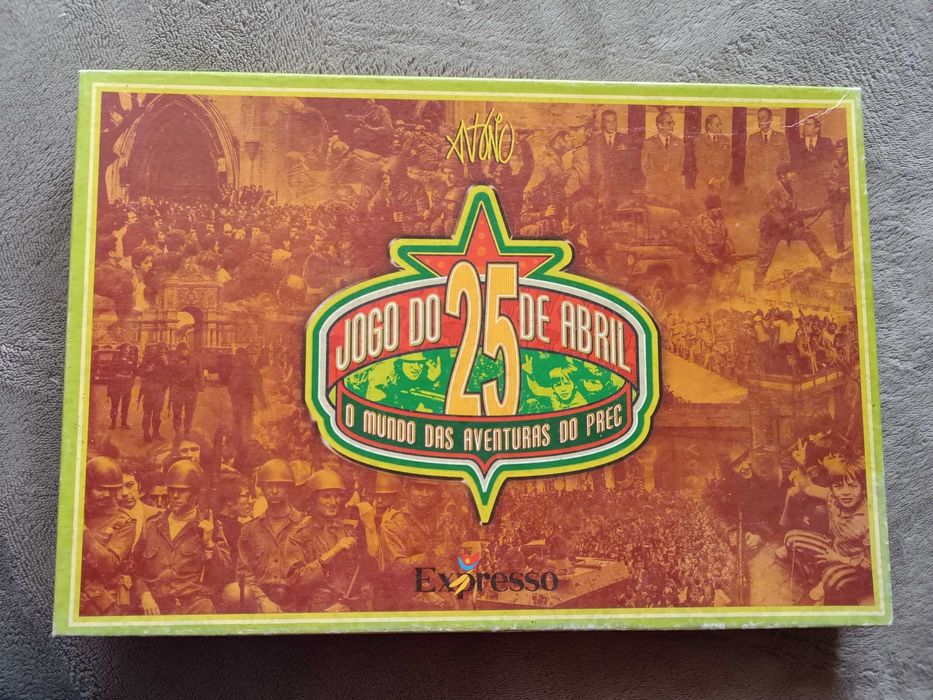 ANTÓNIO
JOGO DO 25 DE ABRIL
O MUNDO DAS AVENTURAS DO PREC
Expresso